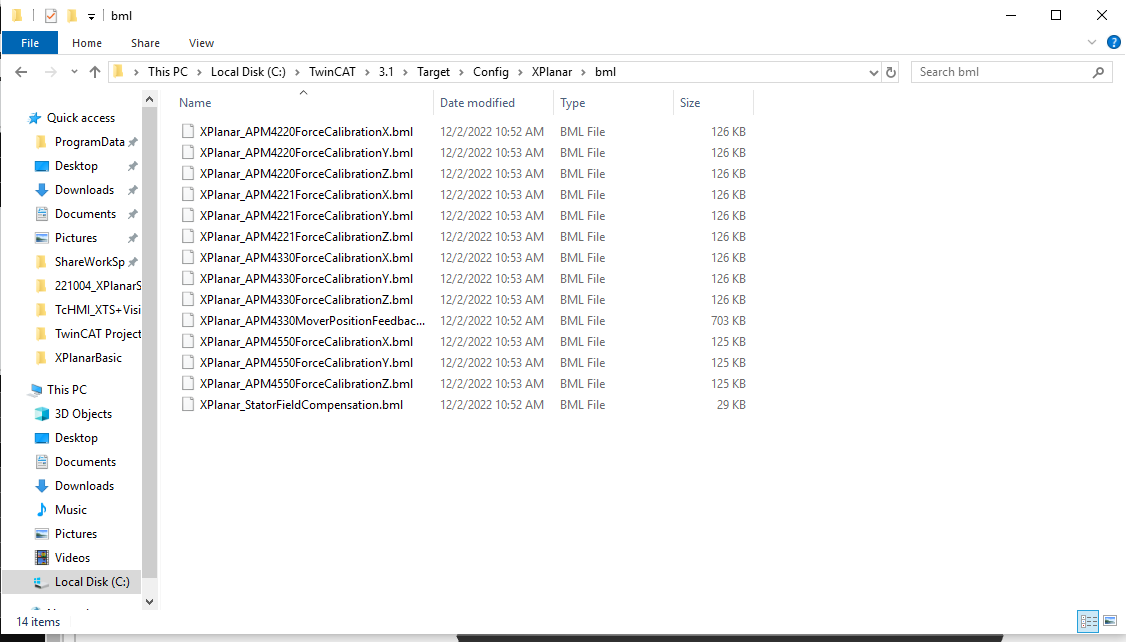 bml
File Home Share View
This PC Local Disk (C:) TwinCAT 3.1 Target Config XPlanar bml
Search bml
Name Date modified Type Size
Quick access
ProgramData
Desktop
Downloads
Documents
Pictures
ShareWorkSp
221004_XPlanarS
TcHMI_XTS+Visi
TwinCAT Project
XPlanarBasic
This PC
3D Objects
Desktop
Documents
Downloads
Music
Pictures
Videos
Local Disk (C:)
XPlanar_APM4220ForceCalibrationX.bml 12/2/2022 10:52 AM BML File 126 KB
XPlanar_APM4220ForceCalibrationY.bml 12/2/2022 10:53 AM BML File 126 KB
XPlanar_APM4220ForceCalibrationZ.bml 12/2/2022 10:53 AM BML File 126 KB
XPlanar_APM4221ForceCalibrationX.bml 12/2/2022 10:53 AM BML File 126 KB
XPlanar_APM4221ForceCalibrationY.bml 12/2/2022 10:53 AM BML File 126 KB
XPlanar_APM4221ForceCalibrationZ.bml 12/2/2022 10:53 AM BML File 126 KB
XPlanar_APM4330ForceCalibrationX.bml 12/2/2022 10:53 AM BML File 126 KB
XPlanar_APM4330ForceCalibrationY.bml 12/2/2022 10:53 AM BML File 126 KB
XPlanar_APM4330ForceCalibrationZ.bml 12/2/2022 10:53 AM BML File 126 KB
XPlanar_APM4330MoverPositionFeedbac... 12/2/2022 10:52 AM BML File 703 KB
XPlanar_APM4550ForceCalibrationX.bml 12/2/2022 10:53 AM BML File 125 KB
XPlanar_APM4550ForceCalibrationY.bml 12/2/2022 10:53 AM BML File 125 KB
XPlanar_APM4550ForceCalibrationZ.bml 12/2/2022 10:53 AM BML File 125 KB
XPlanar_StatorFieldCompensation.bml 12/2/2022 10:52 AM BML File 29 KB
14 items